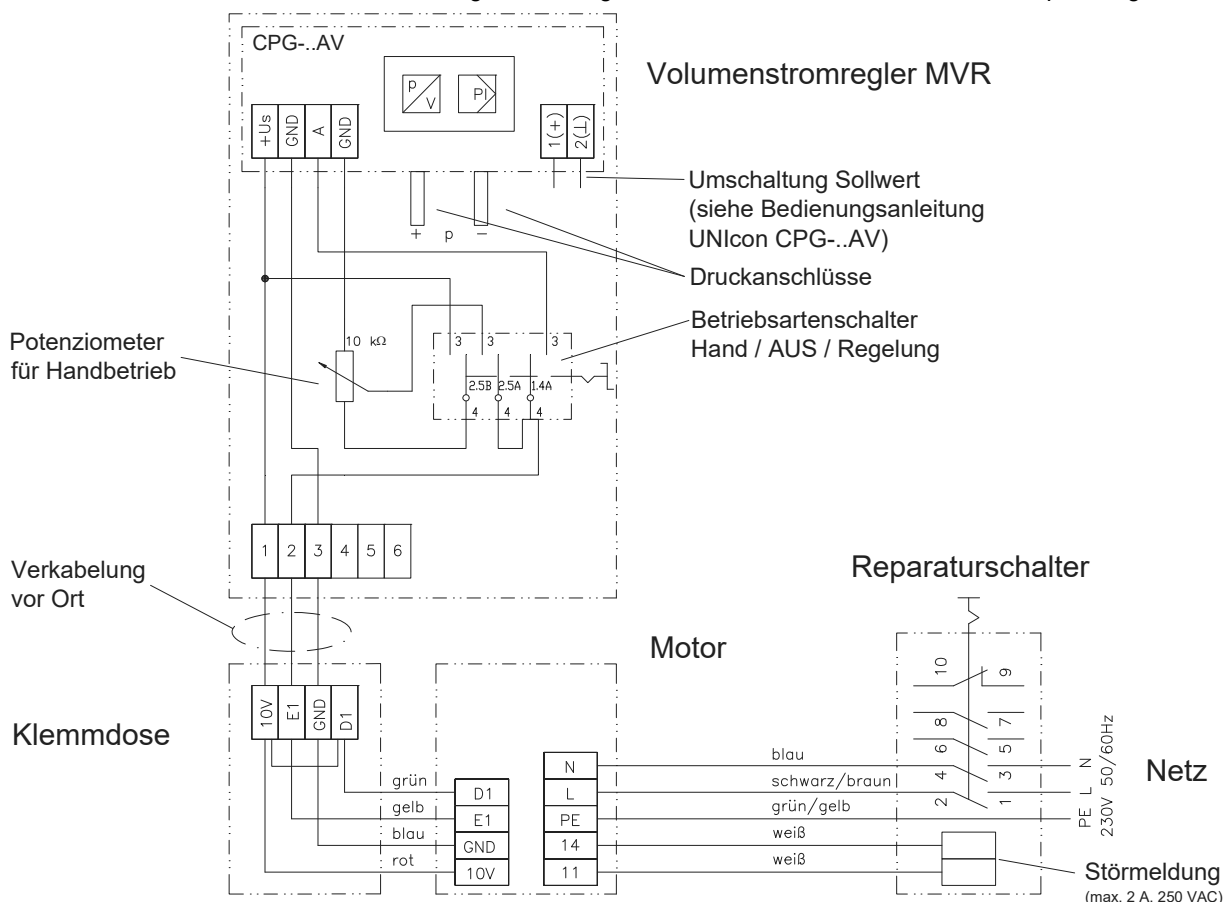 CPG-..AV
p
V
PI
+Us
GND
A
GND
1(+)
2(⊥)
Volumenstromregler MVR
Umschaltung Sollwert
(siehe Bedienungsanleitung
UNIcon CPG-..AV)
+ p −
Druckanschlüsse
Betriebsartenschalter
Hand / AUS / Regelung
Potenziometer
für Handbetrieb
10 kΩ
3 3 3
2.5B 2.5A 1.4A
4 4 4
1 2 3 4 5 6
Verkabelung
vor Ort
Reparaturschalter
Motor
Klemmdose
10V
E1
GND
D1
grün
gelb
blau
rot
D1
E1
GND
10V
N
L
PE
14
11
blau
schwarz/braun
grün/gelb
weiß
weiß
10 9
8 7
6 5
4 3
2 1
PE L N
230V 50/60Hz
Netz
Störmeldung
(max. 2 A, 250 VAC)